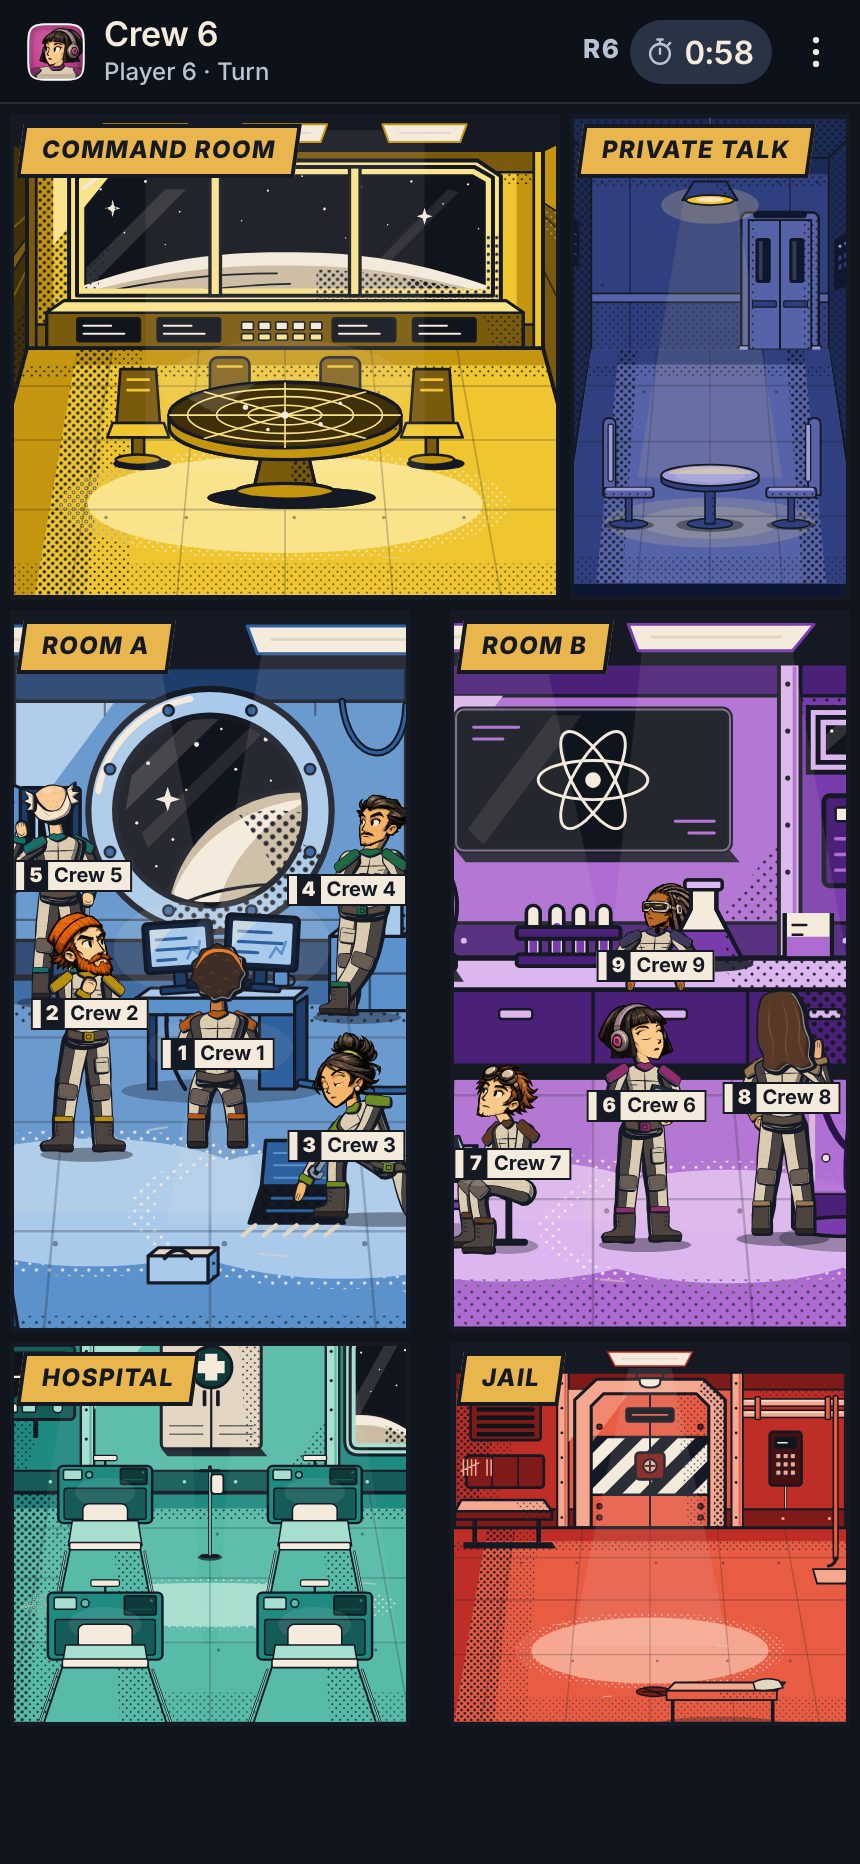 Crew 6
Player 6 · Turn
R6
0:58
COMMAND ROOM
PRIVATE TALK
ROOM A
ROOM B
5 Crew 5
4 Crew 4
2 Crew 2
1 Crew 1
3 Crew 3
9 Crew 9
6 Crew 6
8 Crew 8
7 Crew 7
HOSPITAL
JAIL